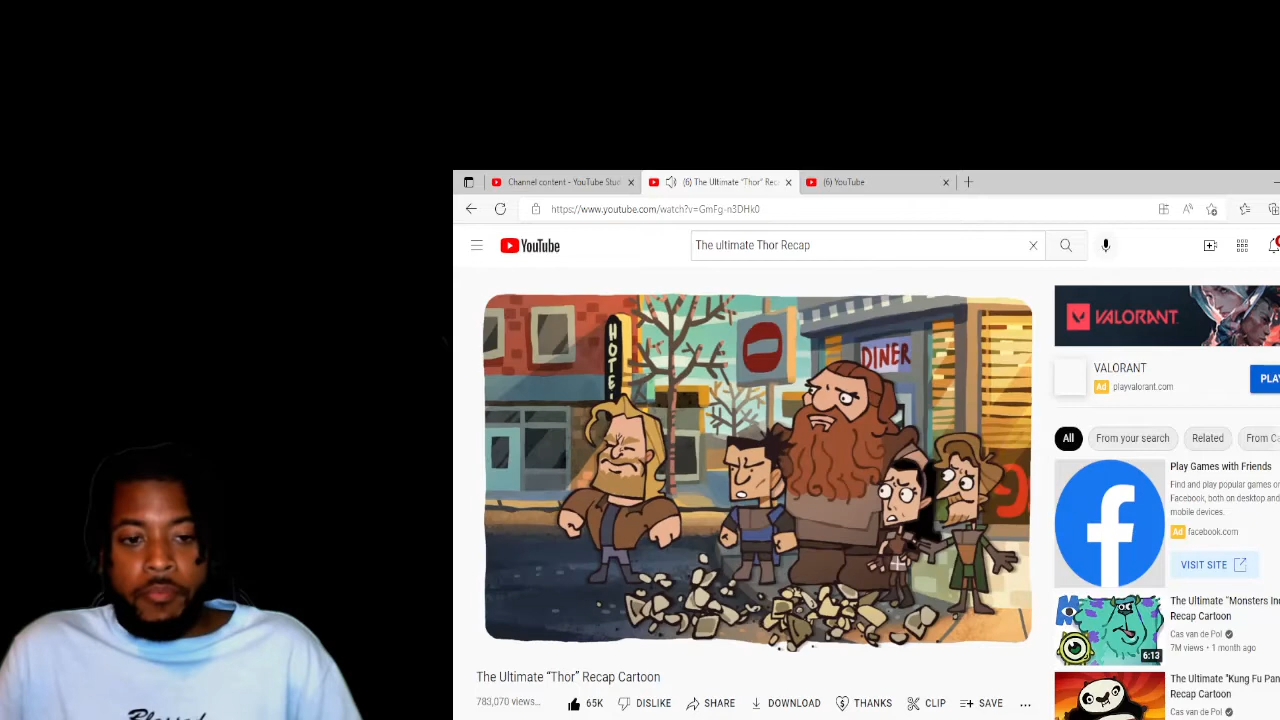 Channel content - YouTube Stud
(6) The Ultimate "Thor" Rec
(6) YouTube
https://www.youtube.com/watch?v=GmFg-n3DHk0
YouTube
The ultimate Thor Recap
HOTEL
DINER
VALORANT
VALORANT
Ad playvalorant.com
PLA
All
From your search
Related
From Ca
Play Games with Friends
Find and play popular games or
Facebook, both on desktop and
mobile devices.
Ad facebook.com
VISIT SITE
The Ultimate "Monsters Inc
Recap Cartoon
Cas van de Pol
7M views • 1 month ago
6:13
The Ultimate "Kung Fu Pan
Recap Cartoon
Cas van de Pol
The Ultimate “Thor” Recap Cartoon
783,070 views...
65K
DISLIKE
SHARE
DOWNLOAD
THANKS
CLIP
SAVE
Blessed